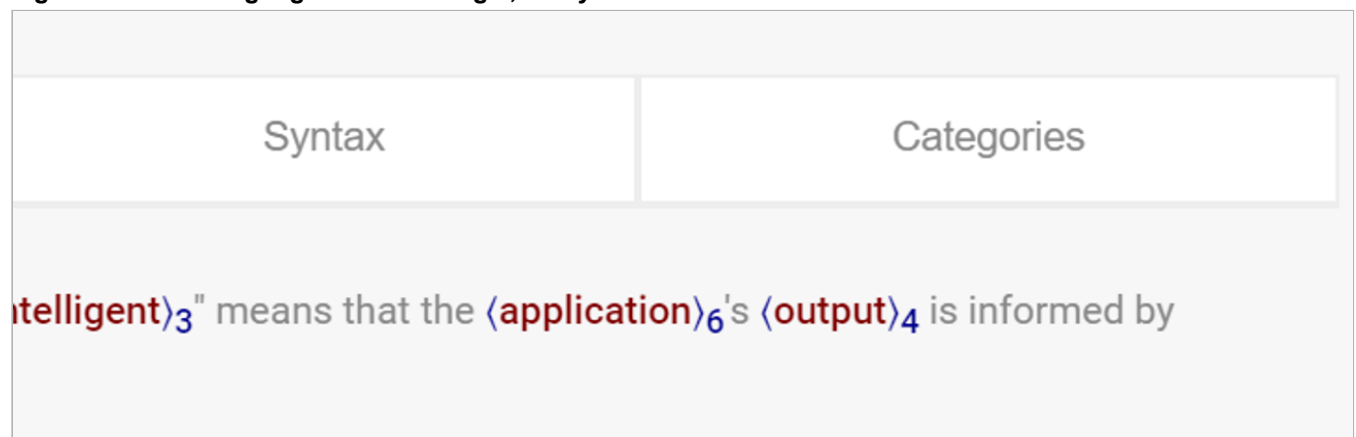 Syntax
Categories
ntelligent⟩3" means that the ⟨application⟩6's ⟨output⟩4 is informed by